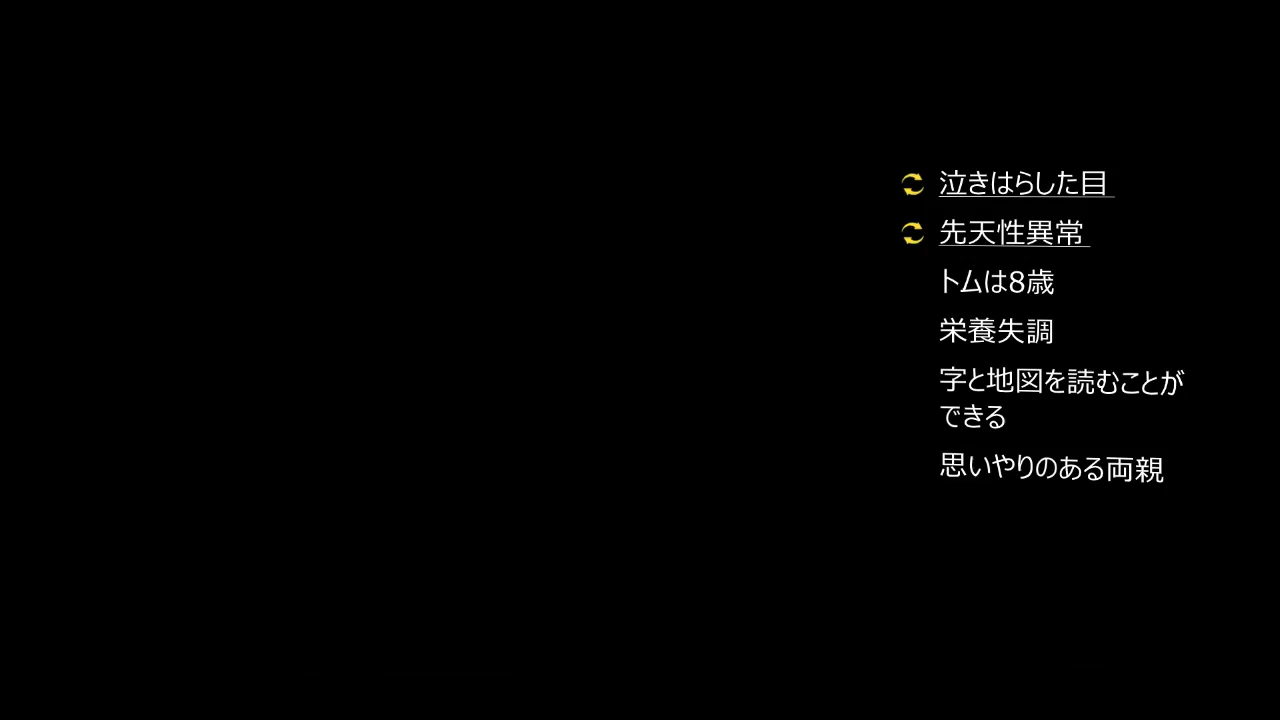 泣きはらした目
先天性異常
トムは8歳
栄養失調
字と地図を読むことが
できる
思いやりのある両親